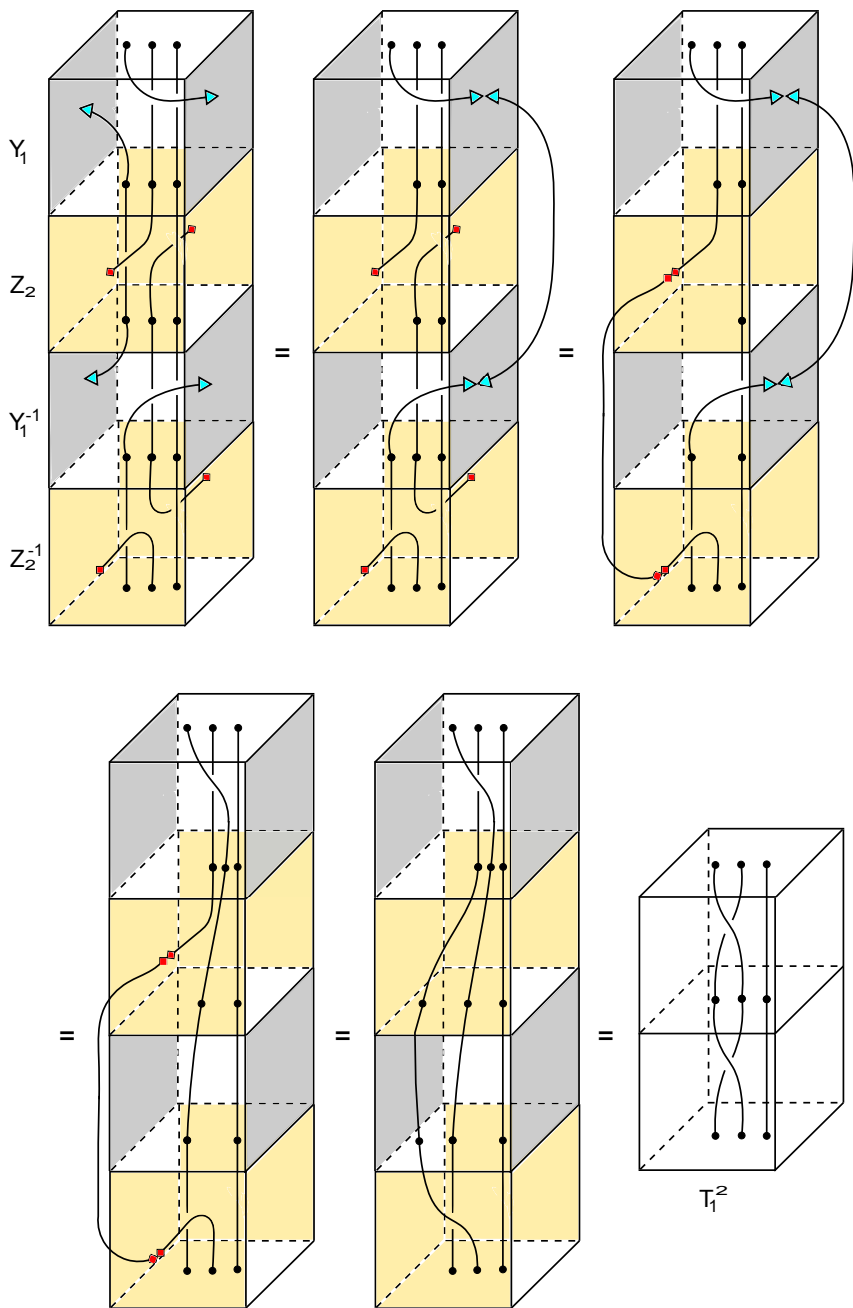 Y₁
Z₂
=
=
Y₁⁻¹
Z₂⁻¹
=
=
=
T₁²